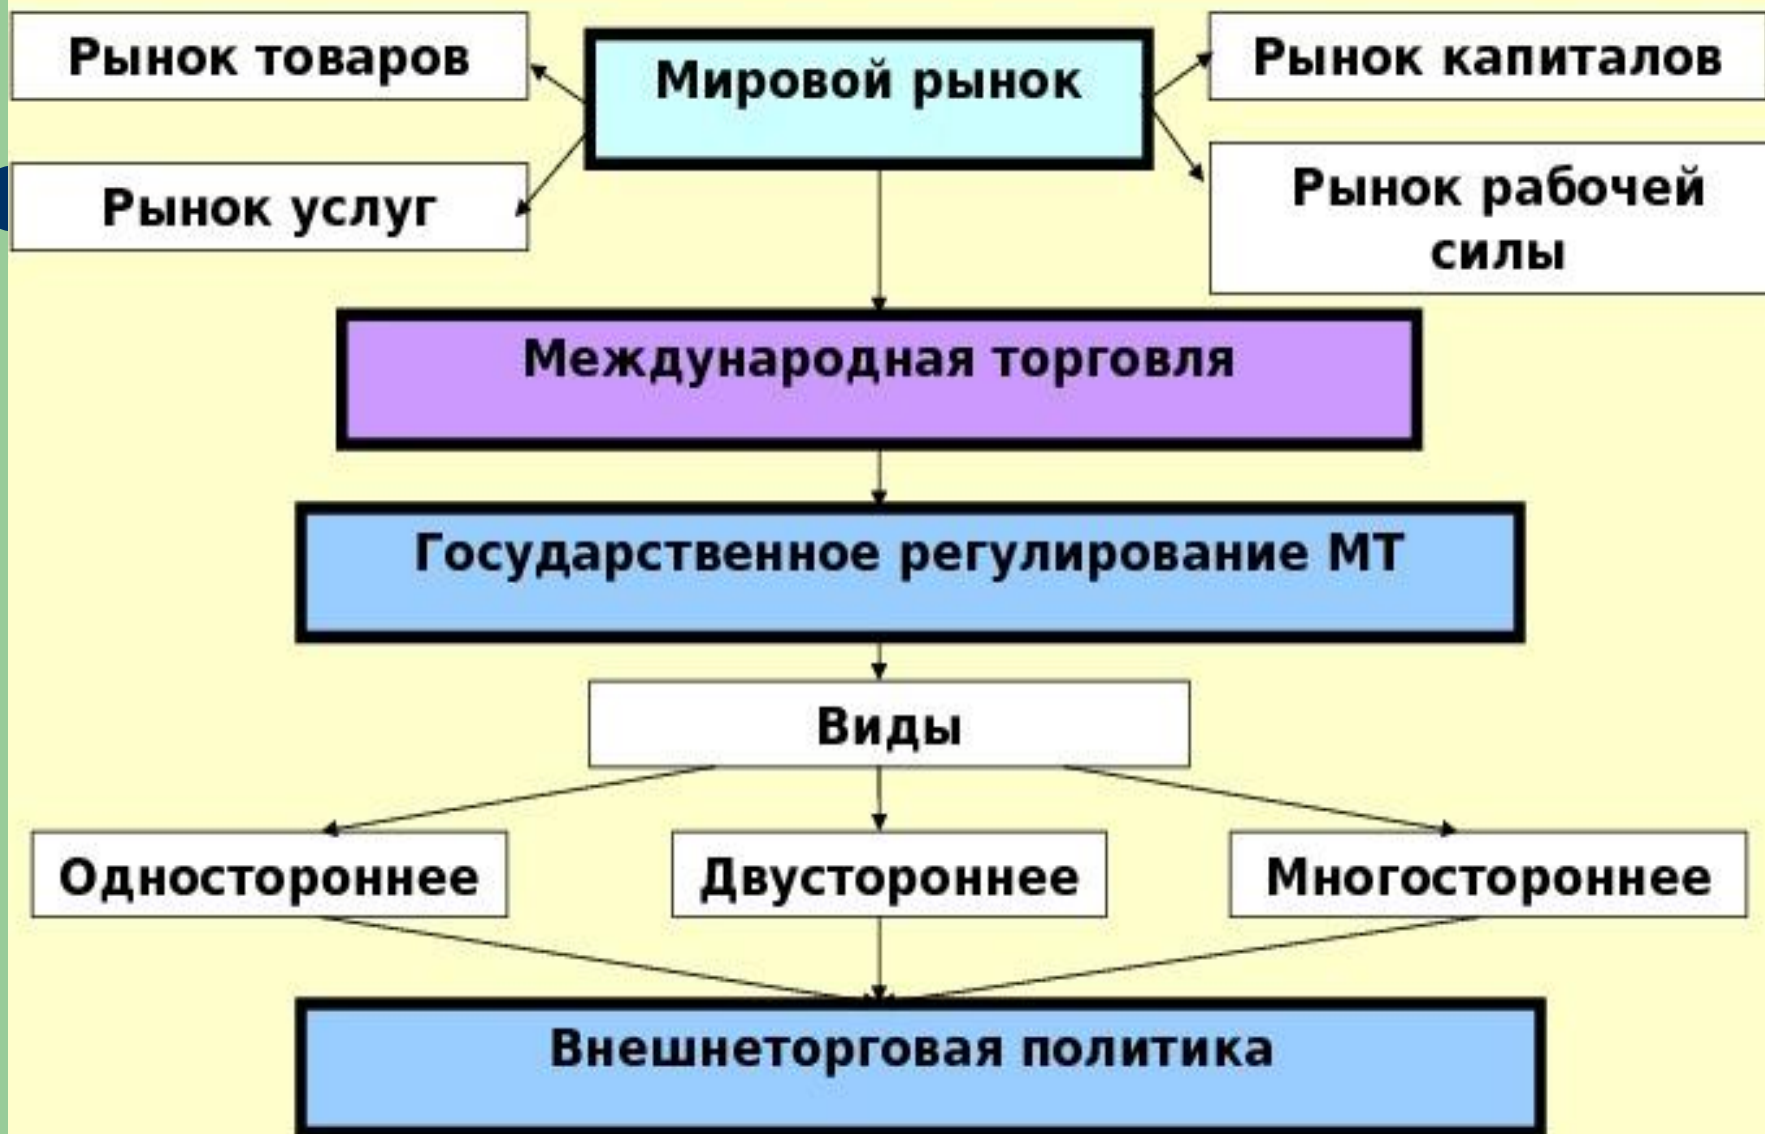 Рынок товаров
Мировой рынок
Рынок капиталов
Рынок услуг
Рынок рабочей
силы
Международная торговля
Государственное регулирование МТ
Виды
Одностороннее
Двустороннее
Многостороннее
Внешнеторговая политика